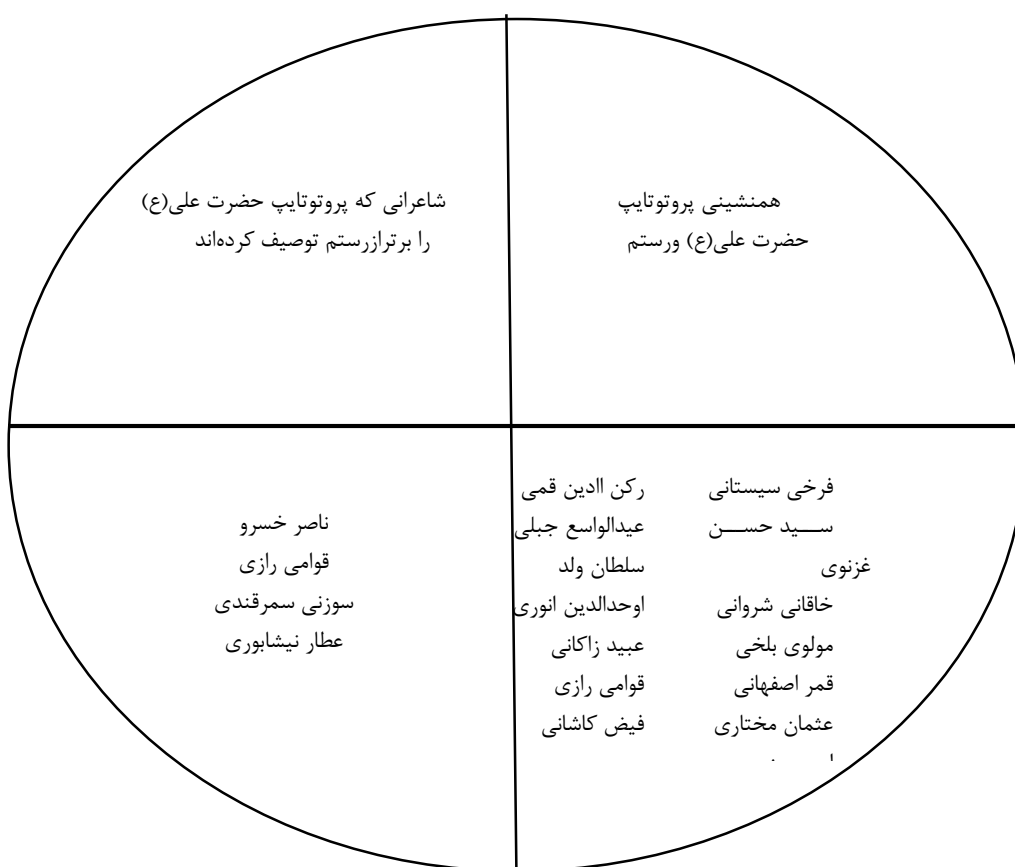 همنشینی پروتوتایپ
حضرت علی(ع) ورستم
شاعرانی که پروتوتایپ حضرت علی(ع)
را برترازرستم توصیف کرده‌اند
فرخی سیستانی
ســــید حســــن
غزنوی
خاقانی شروانی
مولوی بلخی
قمر اصفهانی
عثمان مختاری
رکن اادین قمی
عیدالواسع جبلی
سلطان ولد
اوحدالدین انوری
عبید زاکانی
قوامی رازی
فیض کاشانی
ناصر خسرو
قوامی رازی
سوزنی سمرقندی
عطار نیشابوری